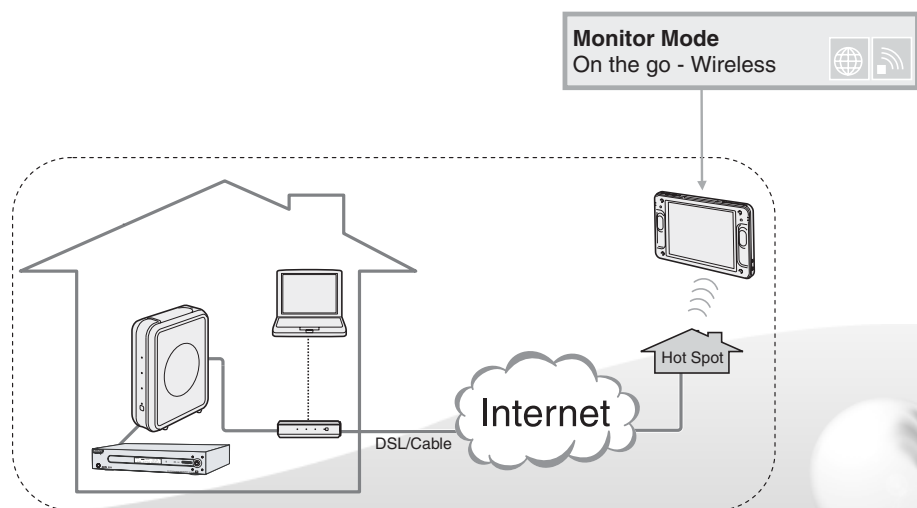 Monitor Mode
On the go - Wireless
Hot Spot
Internet
DSL/Cable